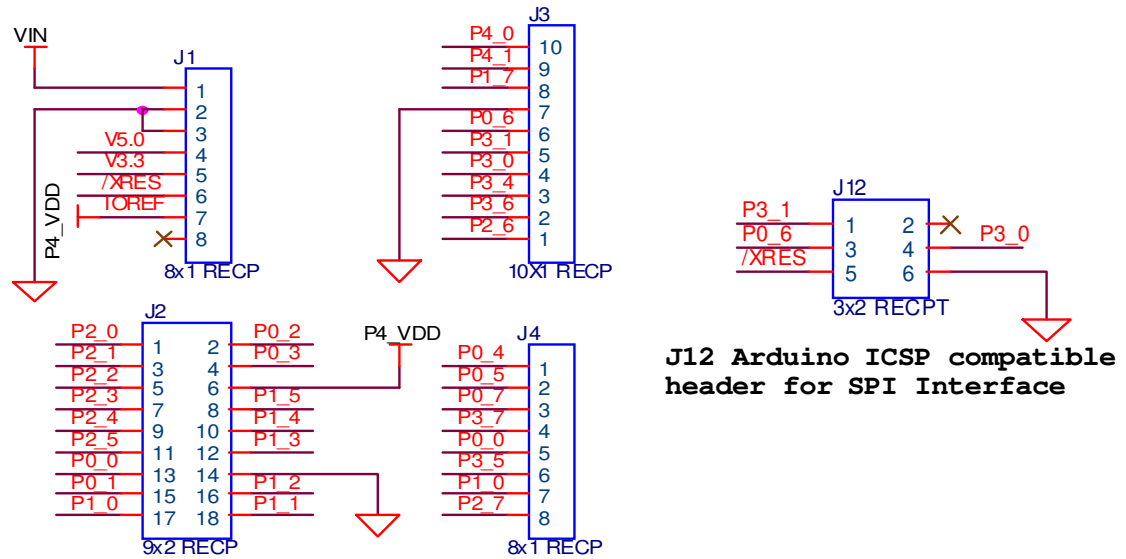 VIN
J1
1
2
3
V5.0 4
V3.3 5
/XRES 6
IOREF 7
8
P4_VDD
8x1 RECP
J3
P4_0 10
P4_1 9
P1_7 8
7
P0_6 6
P3_1 5
P3_0 4
P3_4 3
P3_6 2
P2_6 1
10X1 RECP
J12
P3_1 1 2
P0_6 3 4 P3_0
/XRES 5 6
3x2 RECPT
J12 Arduino ICSP compatible
header for SPI Interface
J2
P2_0 1 2 P0_2
P2_1 3 4 P0_3
P2_2 5 6 P4_VDD
P2_3 7 8 P1_5
P2_4 9 10 P1_4
P2_5 11 12 P1_3
P0_0 13 14
P0_1 15 16 P1_2
P1_0 17 18 P1_1
9x2 RECP
J4
P0_4 1
P0_5 2
P0_7 3
P3_7 4
P0_0 5
P3_5 6
P1_0 7
P2_7 8
8x1 RECP